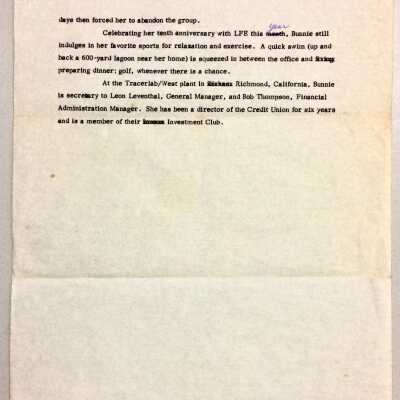 days then forced her to abandon the group.
year
Celebrating her tenth anniversary with LFE this month, Bunnie still
indulges in her favorite sports for relaxation and exercise. A quick swim (up and
back a 600-yard lagoon near her home) is squeezed in between the office and fixing
preparing dinner; golf, whenever there is a chance.
At the Tracerlab/West plant in Richmond, California, Bunnie
is secretary to Leon Leventhal, General Manager, and Bob Thompson, Financial
Administration Manager. She has been a director of the Credit Union for six years
and is a member of their Investment Club.